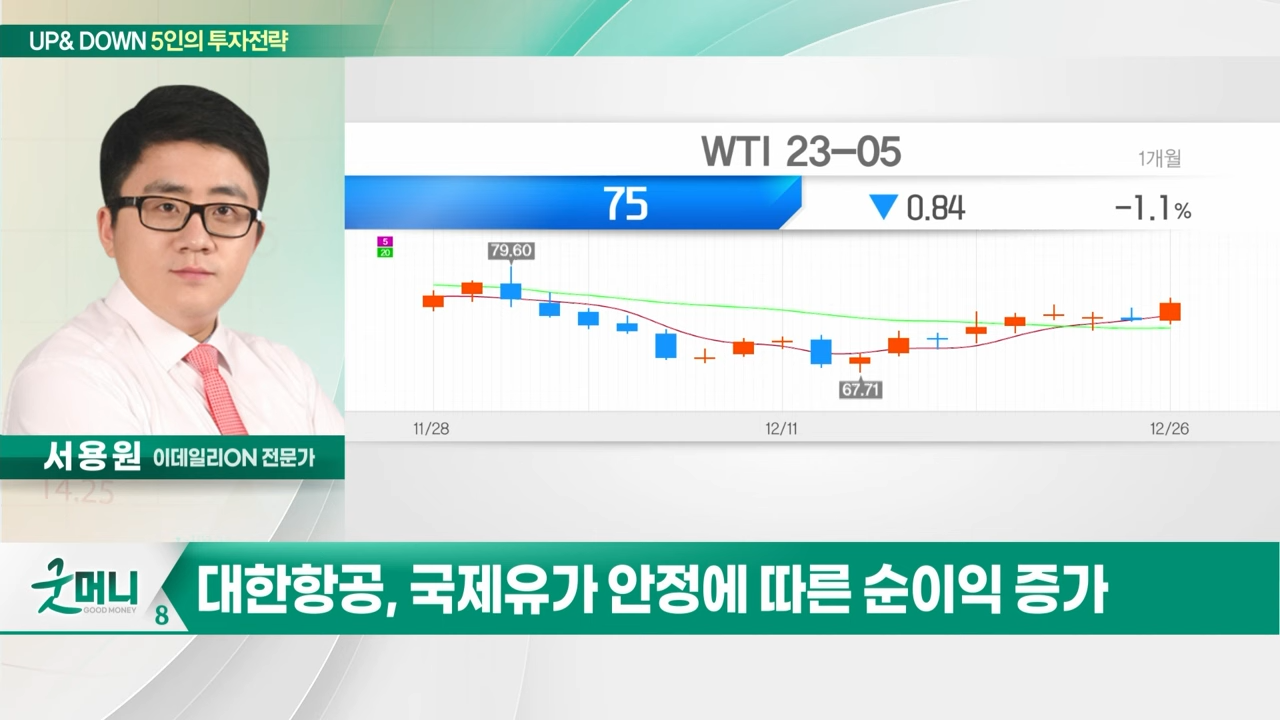 UP& DOWN 5인의 투자전략
WTI 23-05
1개월
75
▼ 0.84
-1.1%
5
20
79.60
67.71
11/28
12/11
12/26
서용원 이데일리ON 전문가
14.25
굿머니
GOOD MONEY
8
대한항공, 국제유가 안정에 따른 순이익 증가